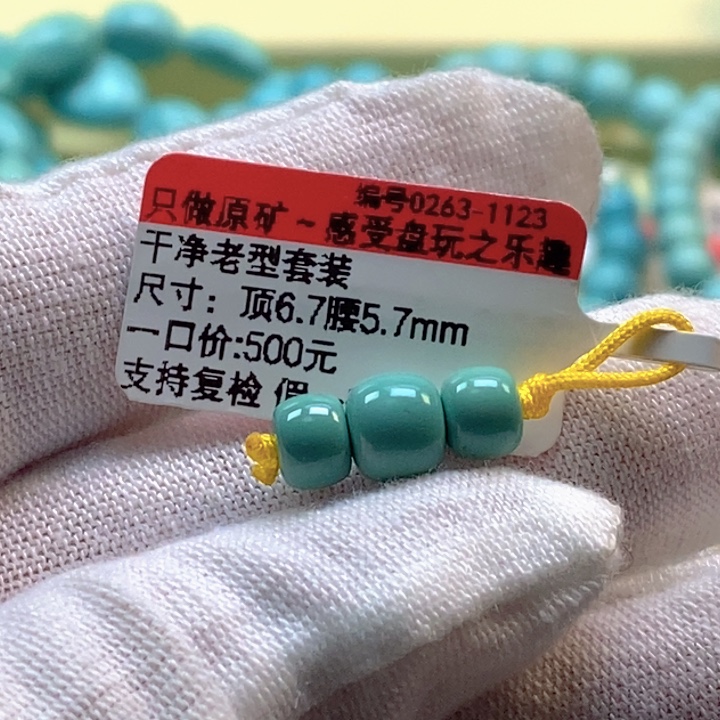 编号0263-1123
只做原矿~感受盘玩之乐趣
干净老型套装
尺寸：顶6.7腰5.7mm
一口价:500元
支持复检